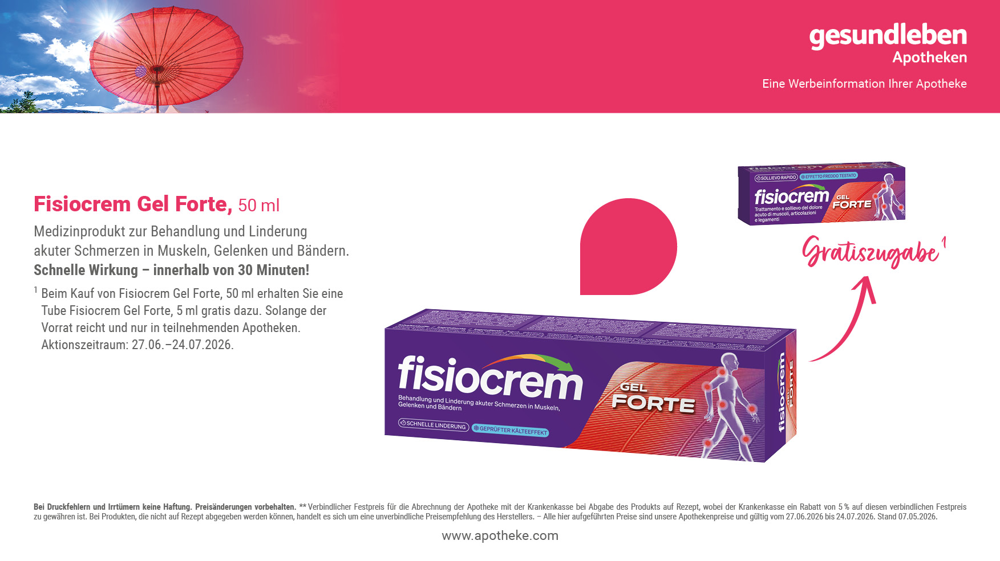 gesundleben
Apotheken
Eine Werbeinformation Ihrer Apotheke
Fisiocrem Gel Forte, 50 ml
Medizinprodukt zur Behandlung und Linderung
akuter Schmerzen in Muskeln, Gelenken und Bändern.
Schnelle Wirkung – innerhalb von 30 Minuten!
1 Beim Kauf von Fisiocrem Gel Forte, 50 ml erhalten Sie eine
Tube Fisiocrem Gel Forte, 5 ml gratis dazu. Solange der
Vorrat reicht und nur in teilnehmenden Apotheken.
Aktionszeitraum: 27.06.–24.07.2026.
fisiocrem
SOLLIEVO RAPIDO
EFFETTO FREDDO TESTATO
fisiocrem
GEL
FORTE
Trattamento e sollievo del dolore
acuto di muscoli, articolazioni
e legamenti
Gratiszugabe 1
fisiocrem
GEL
FORTE
Behandlung und Linderung akuter Schmerzen in Muskeln,
Gelenken und Bändern
SCHNELLE LINDERUNG
GEPRÜFTER KÄLTEEFFEKT
fisiocrem
GEL
FORTE
Bei Druckfehlern und Irrtümern keine Haftung. Preisänderungen vorbehalten. ** Verbindlicher Festpreis für die Abrechnung der Apotheke mit der Krankenkasse bei Abgabe des Produkts auf Rezept, wobei der Krankenkasse ein Rabatt von 5 % auf diesen verbindlichen Festpreis
zu gewähren ist. Bei Produkten, die nicht auf Rezept abgegeben werden können, handelt es sich um eine unverbindliche Preisempfehlung des Herstellers. – Alle hier aufgeführten Preise sind unsere Apothekenpreise und gültig vom 27.06.2026 bis 24.07.2026. Stand 07.05.2026.
www.apotheke.com